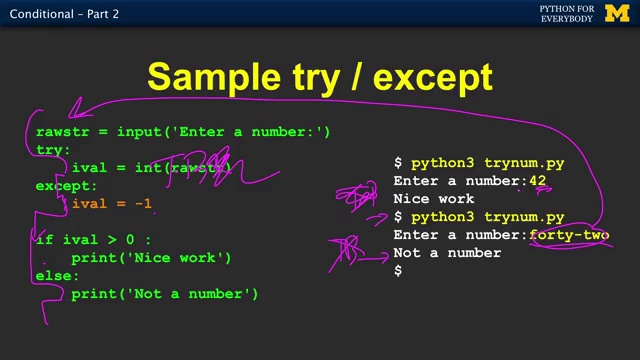 Conditional – Part 2
PYTHON FOR
EVERYBODY
M
Sample try / except
rawstr = input('Enter a number:')
try:
    ival = int(rawstr)
except:
    ival = -1
if ival > 0 :
    print('Nice work')
else:
    print('Not a number')
$ python3 trynum.py
Enter a number:42
Nice work
$ python3 trynum.py
Enter a number:forty-two
Not a number
$